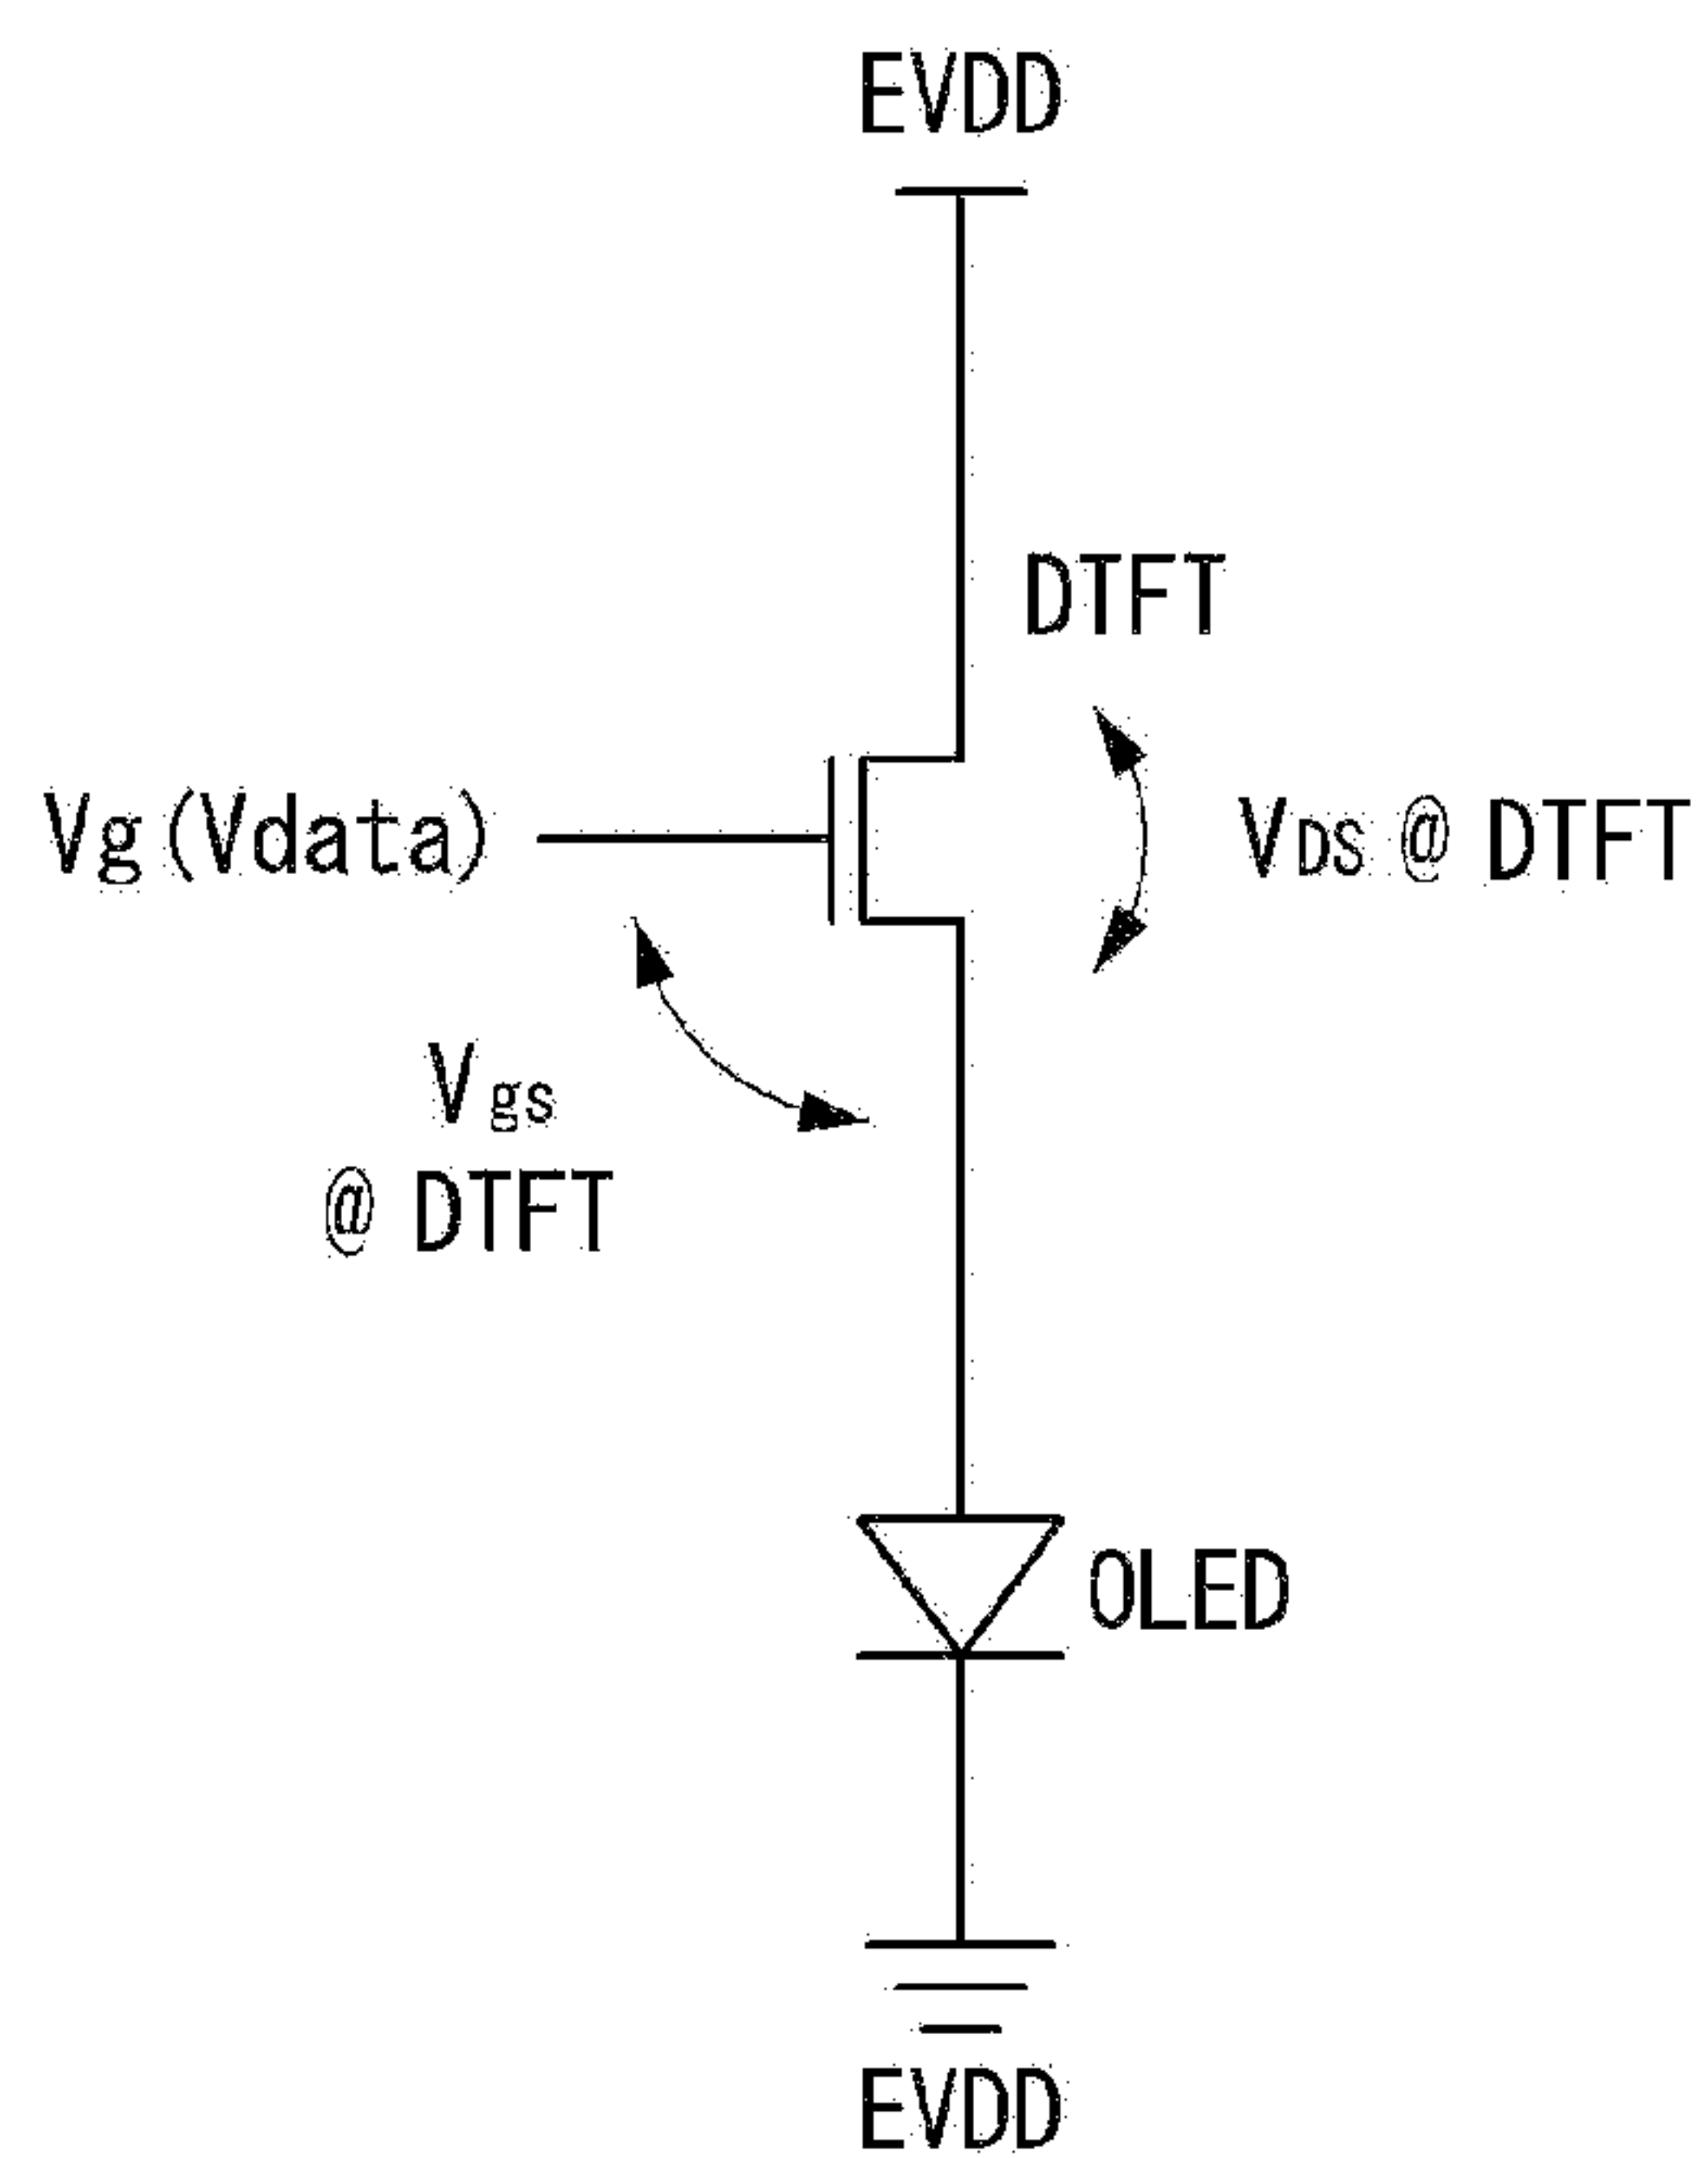 EVDD
DTFT
Vg(Vdata)
VDS @ DTFT
Vgs
@ DTFT
OLED
EVDD